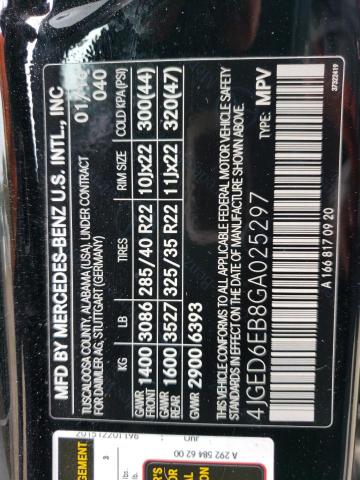 MFD BY MERCEDES-BENZ U.S. INTL., INC
TUSCALOOSA COUNTY, ALABAMA (USA), UNDER CONTRACT
FOR DAIMLER AG, STUTTGART (GERMANY)
040
KG LB TIRES RIM SIZE COLD KPA (PSI)
GAWR FRONT 1400 3086 285/40 R22 10Jx22 300(44)
GAWR REAR 1600 3527 325/35 R22 11Jx22 320(47)
GVWR 2900 6393
THIS VEHICLE CONFORMS TO ALL APPLICABLE FEDERAL MOTOR VEHICLE SAFETY
AND THEFT PREVENTION STANDARDS IN EFFECT ON THE DATE OF MANUFACTURE SHOWN ABOVE.
4JGED6EB8GA025297 TYPE: MPV
A 166 817 09 20
37322419
A 292 584 62 00